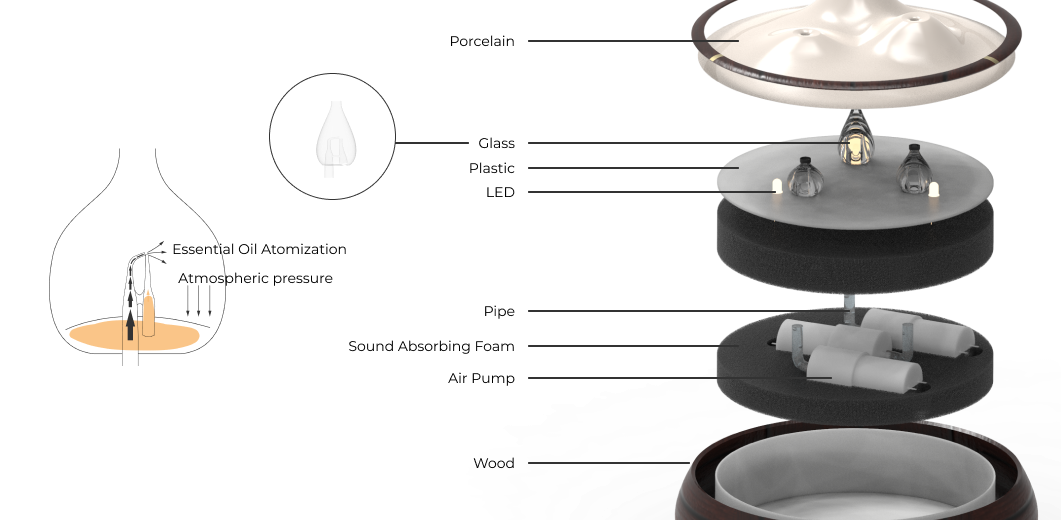 Porcelain
Glass
Plastic
LED
Essential Oil Atomization
Atmospheric pressure
Pipe
Sound Absorbing Foam
Air Pump
Wood